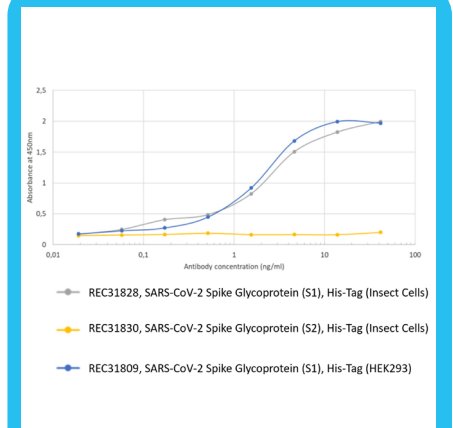 2,5
2
1,5
1
0,5
0
Absorbance at 450nm
0,01 0,1 1 10 100
Antibody concentration (ng/ml)
REC31828, SARS-CoV-2 Spike Glycoprotein (S1), His-Tag (Insect Cells)
REC31830, SARS-CoV-2 Spike Glycoprotein (S2), His-Tag (Insect Cells)
REC31809, SARS-CoV-2 Spike Glycoprotein (S1), His-Tag (HEK293)